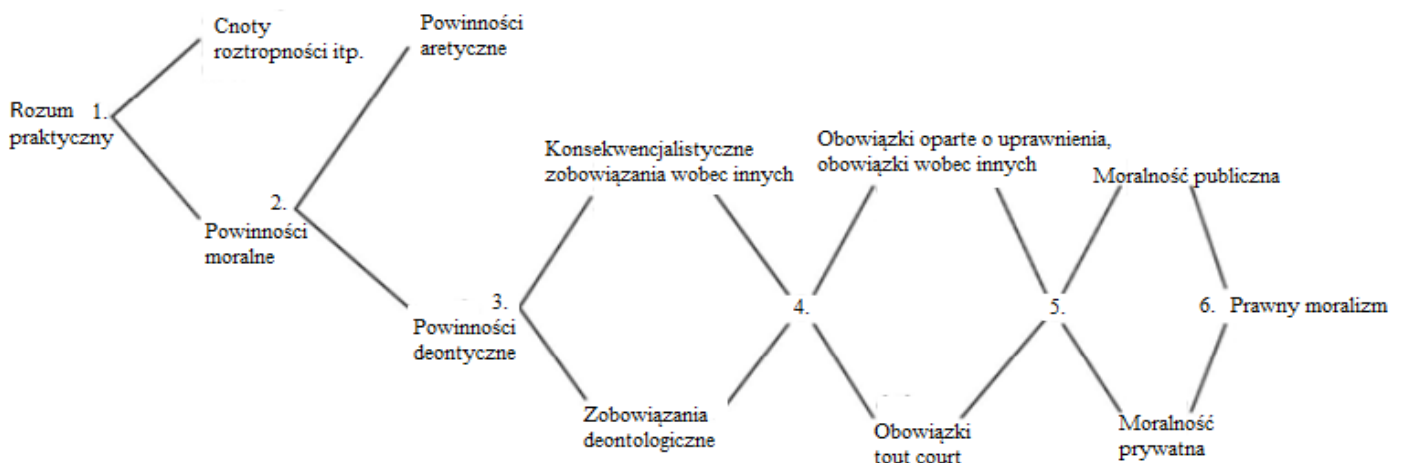 Cnoty
roztropności itp.
Powinności
aretyczne
Rozum 1.
praktyczny
2.
Powinności
moralne
Konsekwencjalistyczne
zobowiązania wobec innych
Obowiązki oparte o uprawnienia,
obowiązki wobec innych
Moralność publiczna
3.
Powinności
deontyczne
4.
5.
6. Prawny moralizm
Zobowiązania
deontologiczne
Obowiązki
tout court
Moralność
prywatna